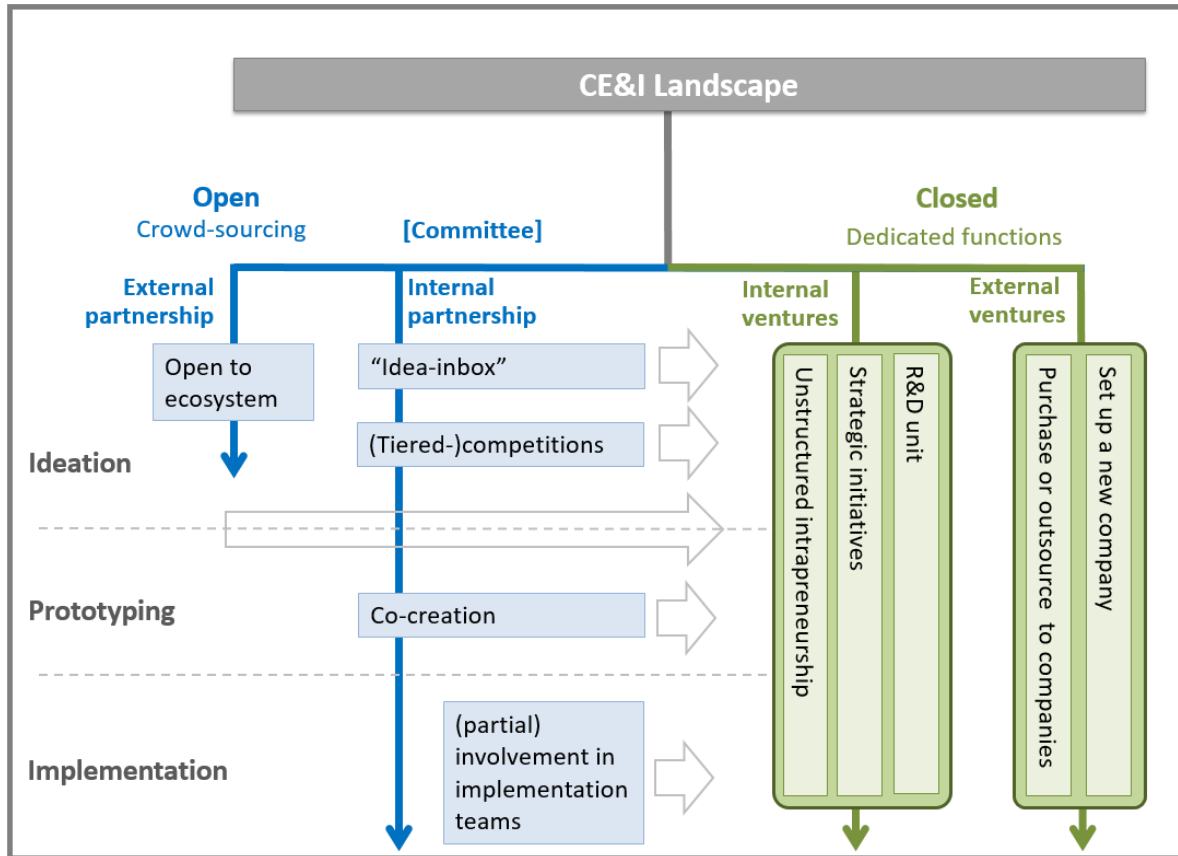 CE&I Landscape
Open
Crowd-sourcing
[Committee]
Closed
Dedicated functions
External
partnership
Internal
partnership
Internal
ventures
External
ventures
Open to
ecosystem
“Idea-inbox”
(Tiered-)competitions
Ideation
Prototyping
Co-creation
Implementation
(partial)
involvement in
implementation
teams
Unstructured intrapreneurship
Strategic initiatives
R&D unit
Purchase or outsource  to companies
Set up a new company